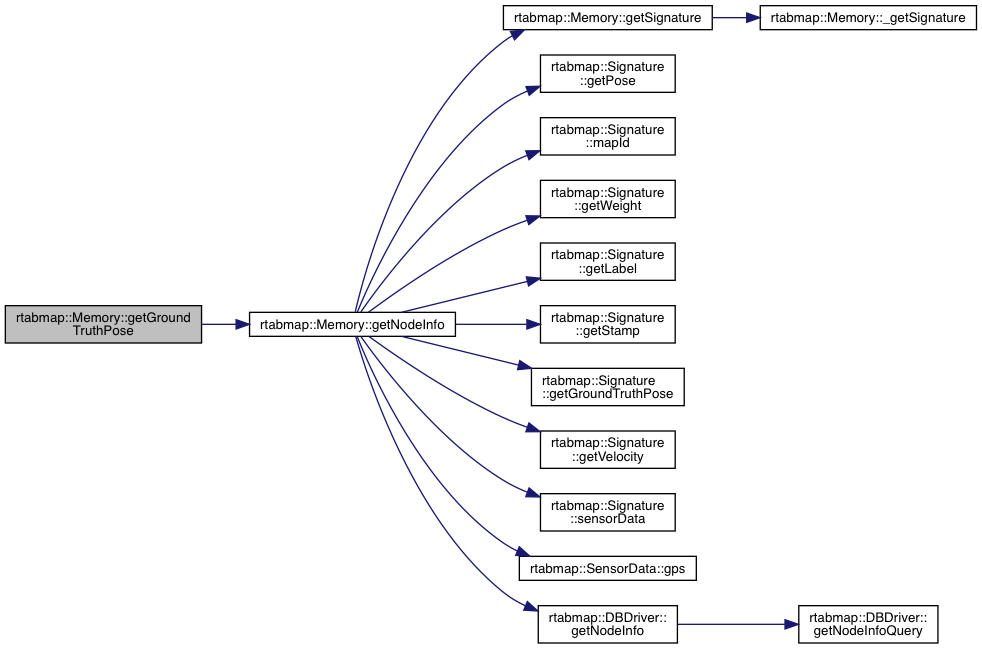 rtabmap::Memory::getSignature
rtabmap::Memory::_getSignature
rtabmap::Signature
::getPose
rtabmap::Signature
::mapId
rtabmap::Signature
::getWeight
rtabmap::Signature
::getLabel
rtabmap::Memory::getGround
TruthPose
rtabmap::Memory::getNodeInfo
rtabmap::Signature
::getStamp
rtabmap::Signature
::getGroundTruthPose
rtabmap::Signature
::getVelocity
rtabmap::Signature
::sensorData
rtabmap::SensorData::gps
rtabmap::DBDriver::
getNodeInfo
rtabmap::DBDriver::
getNodeInfoQuery